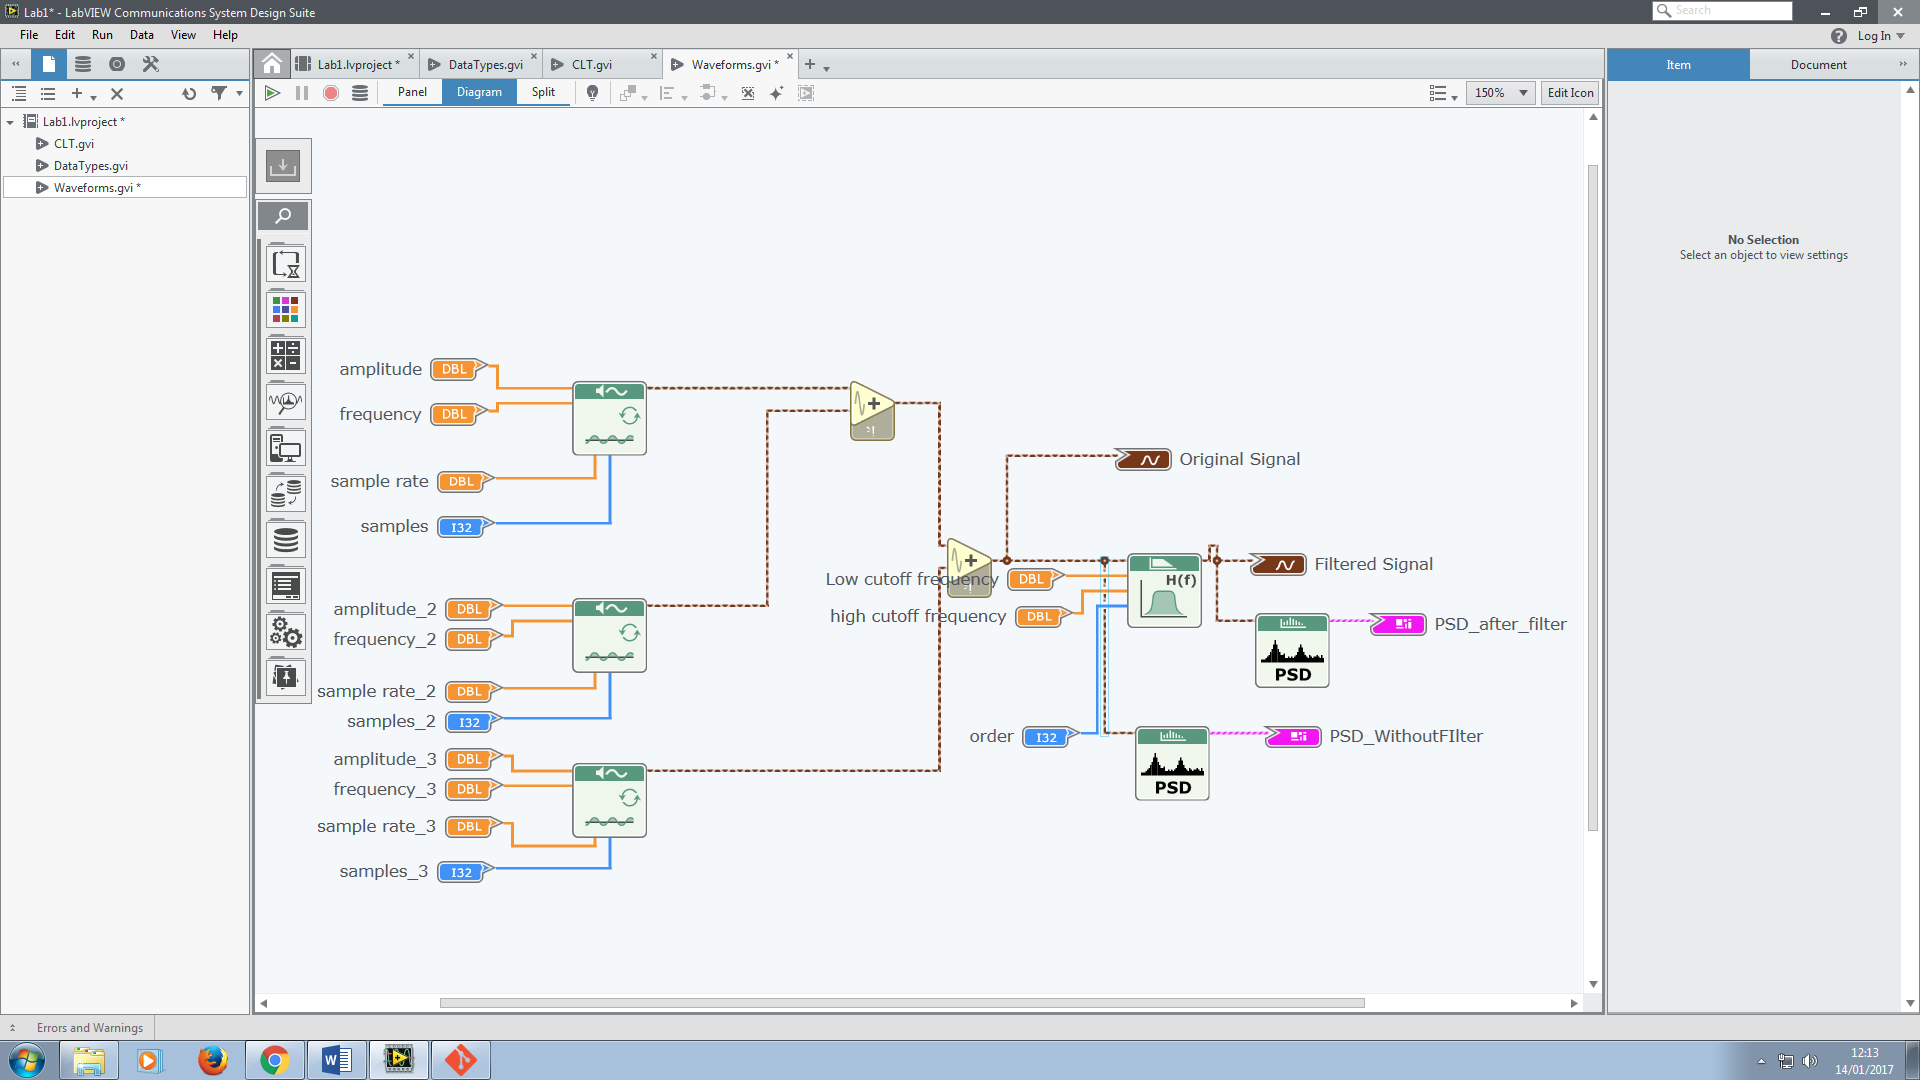 Lab1* - LabVIEW Communications System Design Suite
Search
File Edit Run Data View Help
Log In
Lab1.lvproject *
DataTypes.gvi
CLT.gvi
Waveforms.gvi *
Item
Document
Panel
Diagram
Split
150%
Edit Icon
Lab1.lvproject *
CLT.gvi
DataTypes.gvi
Waveforms.gvi *
No Selection
Select an object to view settings
amplitude DBL
frequency DBL
sample rate DBL
samples I32
Original Signal
Low cutoff frequency DBL
high cutoff frequency DBL
H(f)
Filtered Signal
amplitude_2 DBL
frequency_2 DBL
PSD_after_filter
PSD
sample rate_2 DBL
samples_2 I32
order I32
PSD_WithoutFIlter
PSD
amplitude_3 DBL
frequency_3 DBL
sample rate_3 DBL
samples_3 I32
Errors and Warnings
12:13
14/01/2017